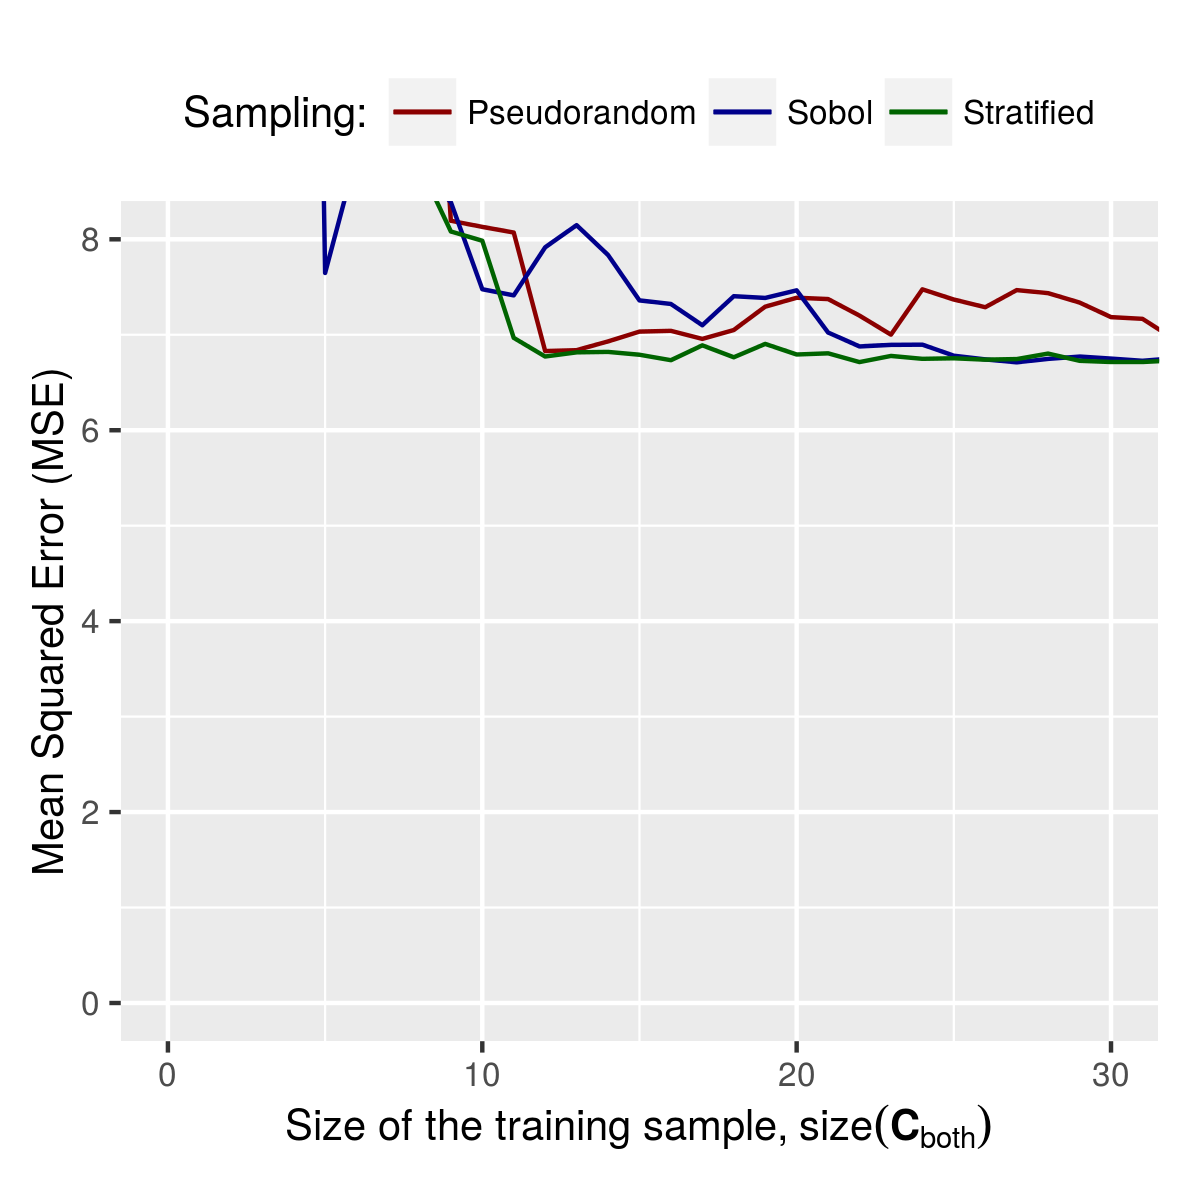 Sampling: Pseudorandom Sobol Stratified
Mean Squared Error (MSE)
8
6
4
2
0
0 10 20 30
Size of the training sample, size(C_both)